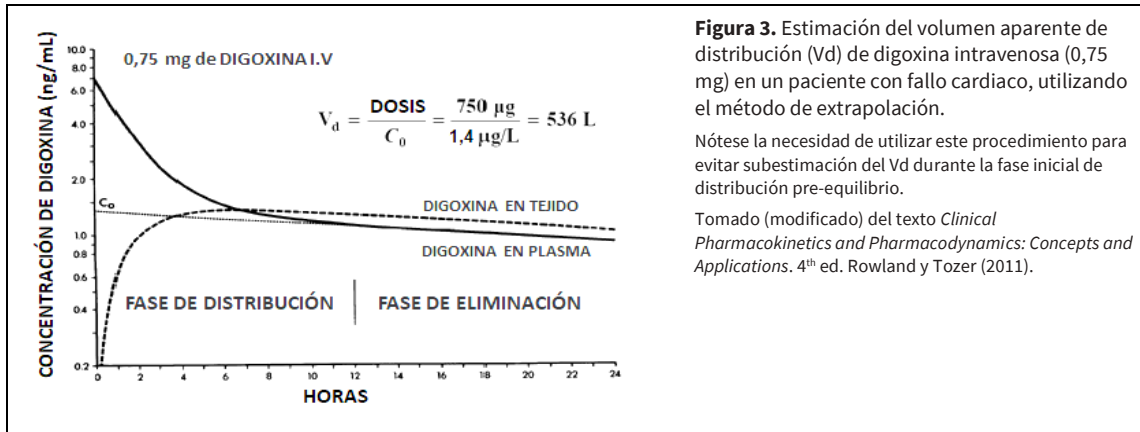 0,75 mg de DIGOXINA I.V
CONCENTRACIÓN DE DIGOXINA (ng/mL)
10.0
8.0
6.0
4.0
2.0
1.0
0.8
0.6
0.4
0.2
V_d = DOSIS / C_0 = 750 µg / 1,4 µg/L = 536 L
C_o
DIGOXINA EN TEJIDO
DIGOXINA EN PLASMA
FASE DE DISTRIBUCIÓN | FASE DE ELIMINACIÓN
0 2 4 6 8 10 12 14 16 18 20 22 24
HORAS
Figura 3. Estimación del volumen aparente de
distribución (Vd) de digoxina intravenosa (0,75
mg) en un paciente con fallo cardiaco, utilizando
el método de extrapolación.
Nótese la necesidad de utilizar este procedimiento para
evitar subestimación del Vd durante la fase inicial de
distribución pre-equilibrio.
Tomado (modificado) del texto Clinical
Pharmacokinetics and Pharmacodynamics: Concepts and
Applications. 4th ed. Rowland y Tozer (2011).